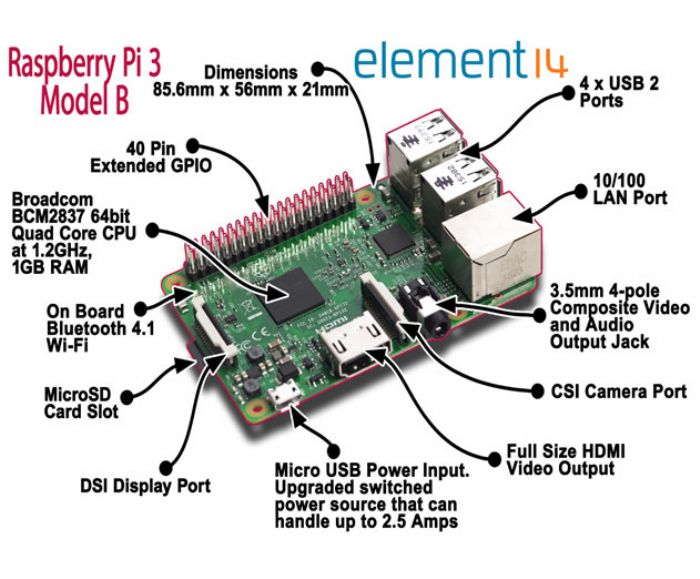 Raspberry Pi 3
Model B
Dimensions
85.6mm x 56mm x 21mm
element14
4 x USB 2
Ports
40 Pin
Extended GPIO
10/100
LAN Port
Broadcom
BCM2837 64bit
Quad Core CPU
at 1.2GHz,
1GB RAM
On Board
Bluetooth 4.1
Wi-Fi
3.5mm 4-pole
Composite Video
and Audio
Output Jack
MicroSD
Card Slot
CSI Camera Port
DSI Display Port
Micro USB Power Input.
Upgraded switched
power source that can
handle up to 2.5 Amps
Full Size HDMI
Video Output
HDMI